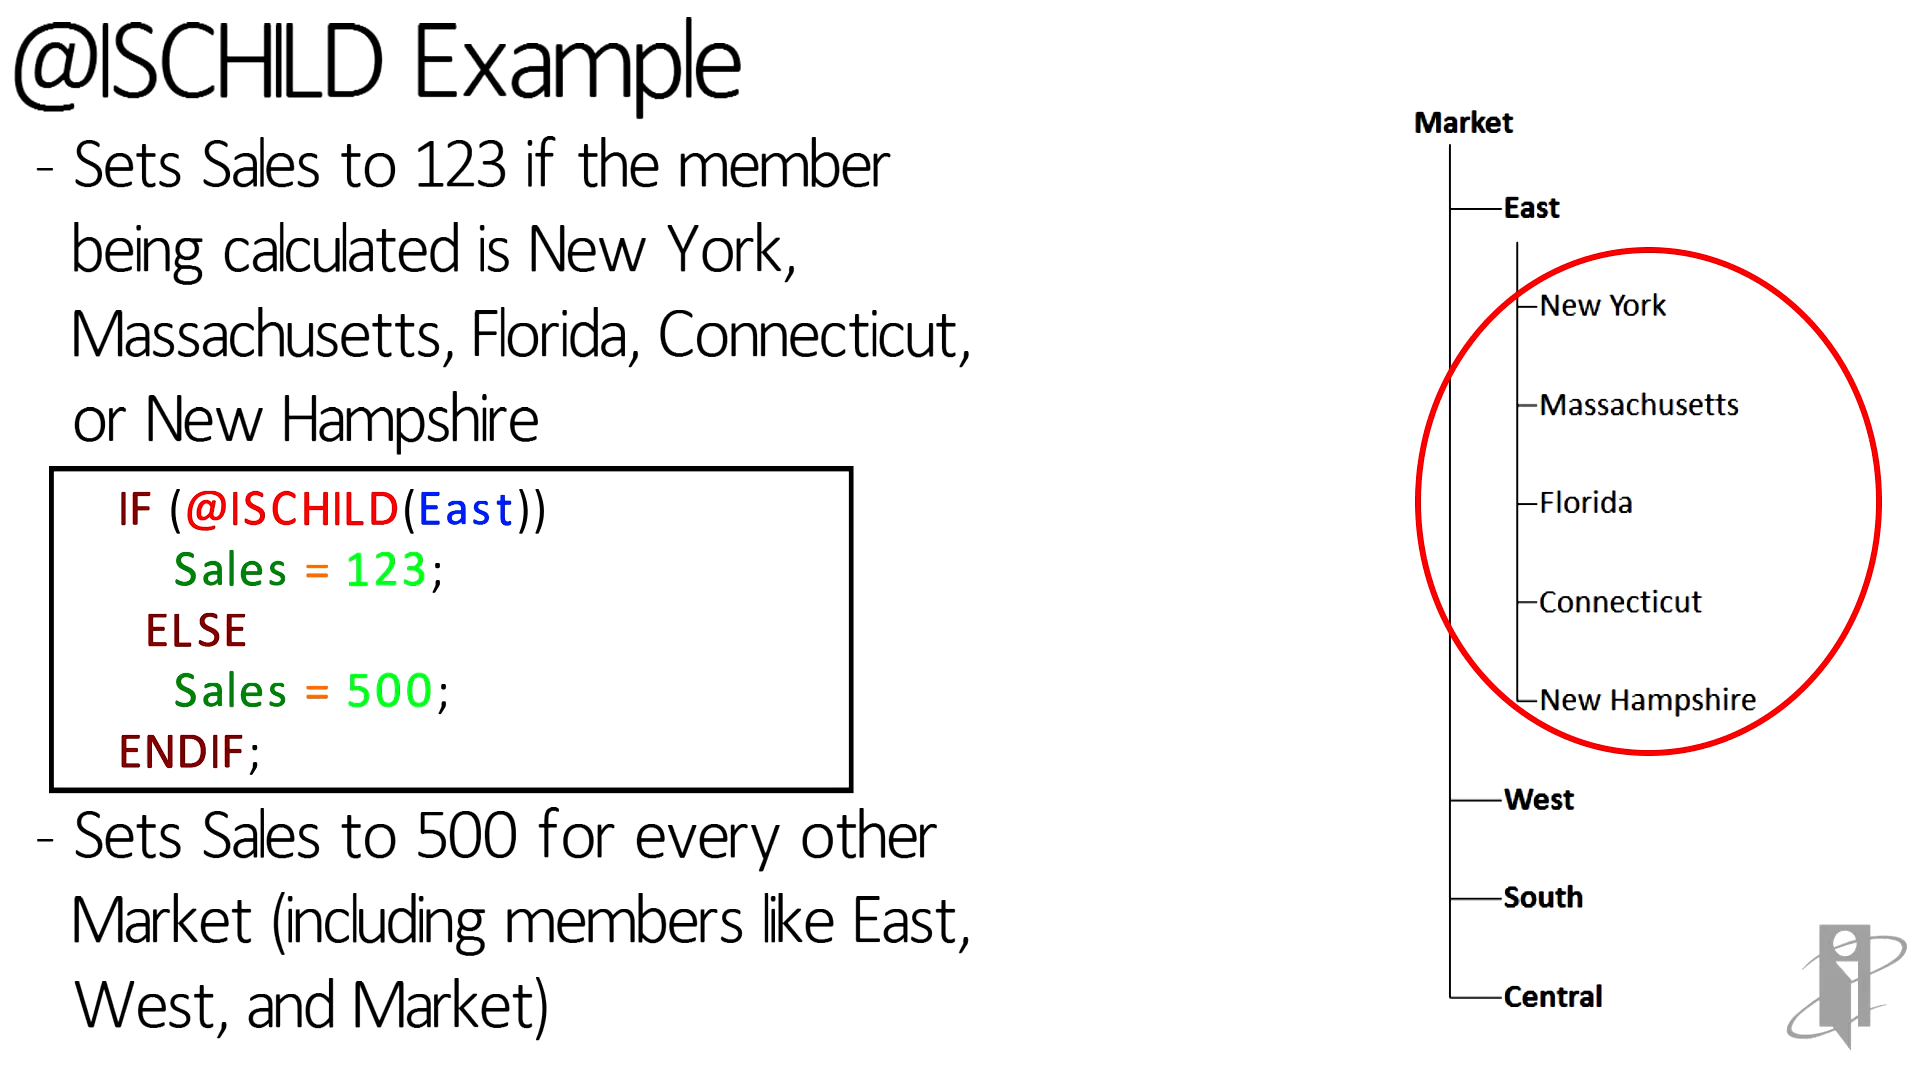 @ISCHILD Example
- Sets Sales to 123 if the member
being calculated is New York,
Massachusetts, Florida, Connecticut,
or New Hampshire
IF (@ISCHILD(East))
Sales = 123;
ELSE
Sales = 500;
ENDIF;
- Sets Sales to 500 for every other
Market (including members like East,
West, and Market)
Market
East
New York
Massachusetts
Florida
Connecticut
New Hampshire
West
South
Central